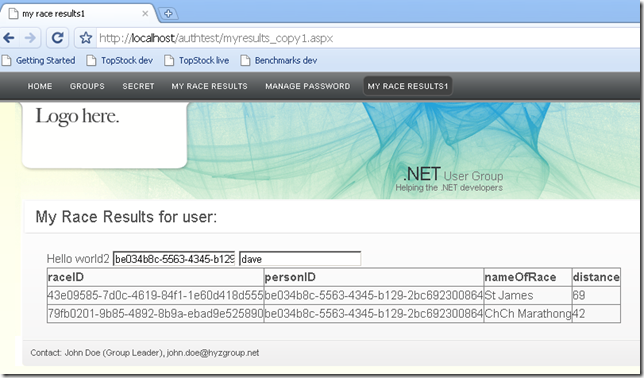 my race results1
http://localhost/authtest/myresults_copy1.aspx
Getting Started TopStock dev TopStock live Benchmarks dev
HOME GROUPS SECRET MY RACE RESULTS MANAGE PASSWORD MY RACE RESULTS1
Logo here.
.NET User Group
Helping the .NET developers
My Race Results for user:
Hello world2 be034b8c-5563-4345-b129 dave
raceID personID nameOfRace distance
43e09585-7d0c-4619-84f1-1e60d418d555 be034b8c-5563-4345-b129-2bc692300864 St James 69
79fb0201-9b85-4892-8b9a-ebad9e525890 be034b8c-5563-4345-b129-2bc692300864 ChCh Marathong 42
Contact: John Doe (Group Leader), john.doe@hyzgroup.net